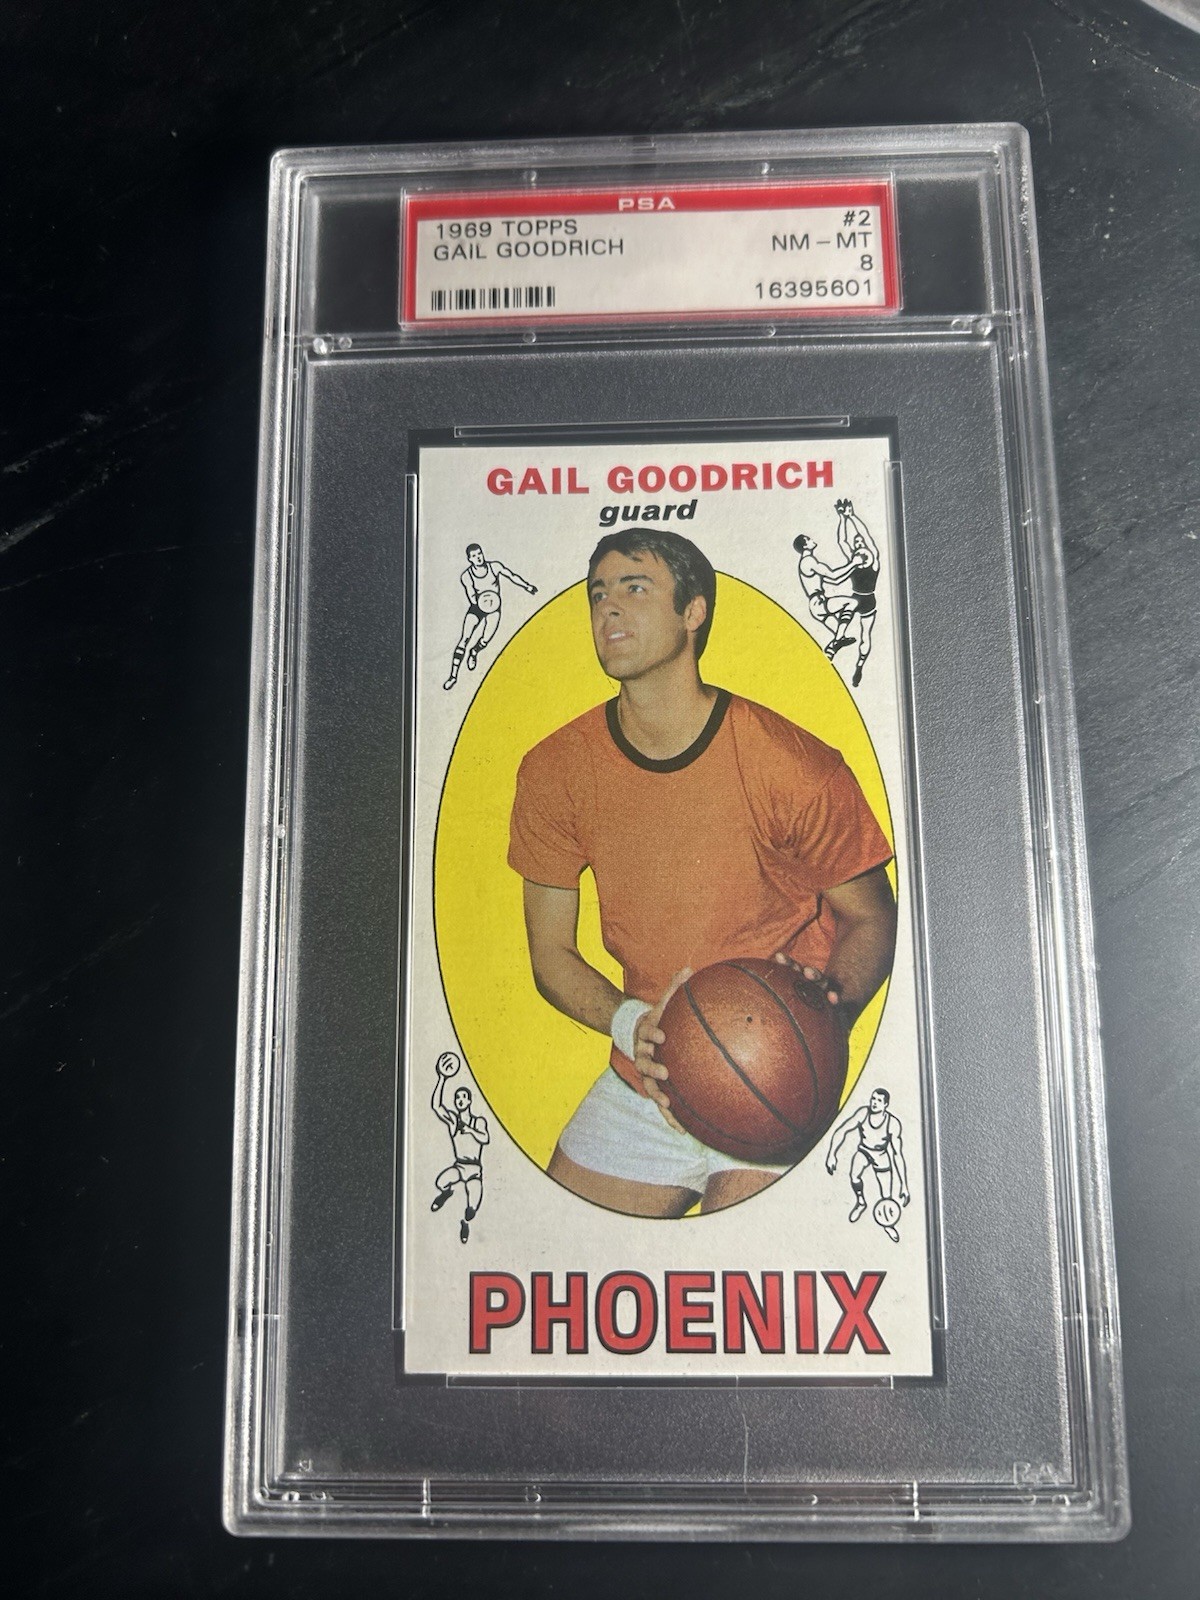 PSA
1969 TOPPS #2
GAIL GOODRICH NM - MT
8
16395601
GAIL GOODRICH
guard
PHOENIX